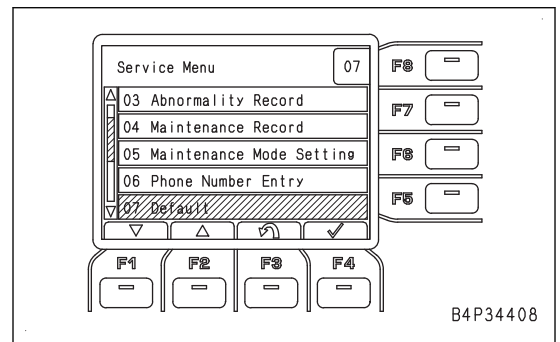 Service Menu 07
F8
03 Abnormality Record
F7
04 Maintenance Record
05 Maintenance Mode Setting
F6
06 Phone Number Entry
F5
07 Default
F1 F2 F3 F4
B4P34408